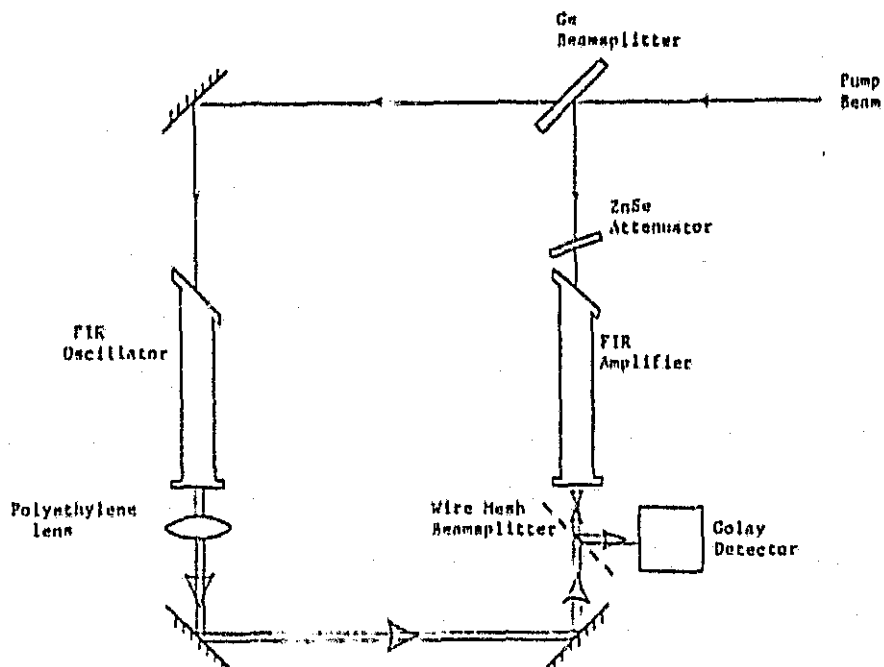 Ge
Beamsplitter
Pump
Beam
ZnSe
Attenuator
FIR
Oscillator
FIR
Amplifier
Polyethylene
lens
Wire Mesh
Beamsplitter
Golay
Detector